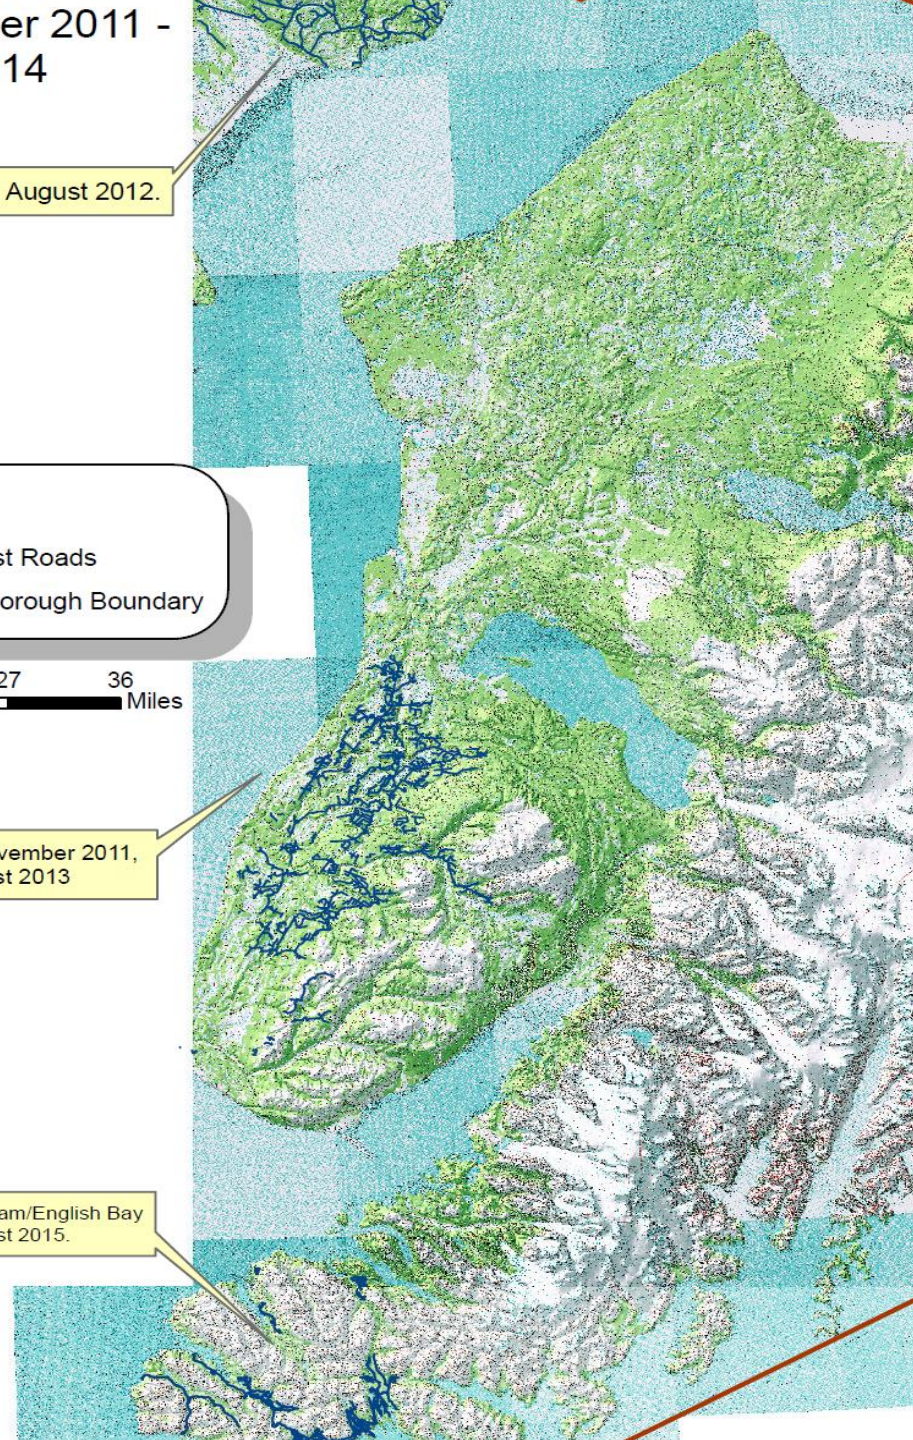 er 2011 -
14
August 2012.
st Roads
orough Boundary
27 36
Miles
vember 2011,
st 2013
am/English Bay
st 2015.